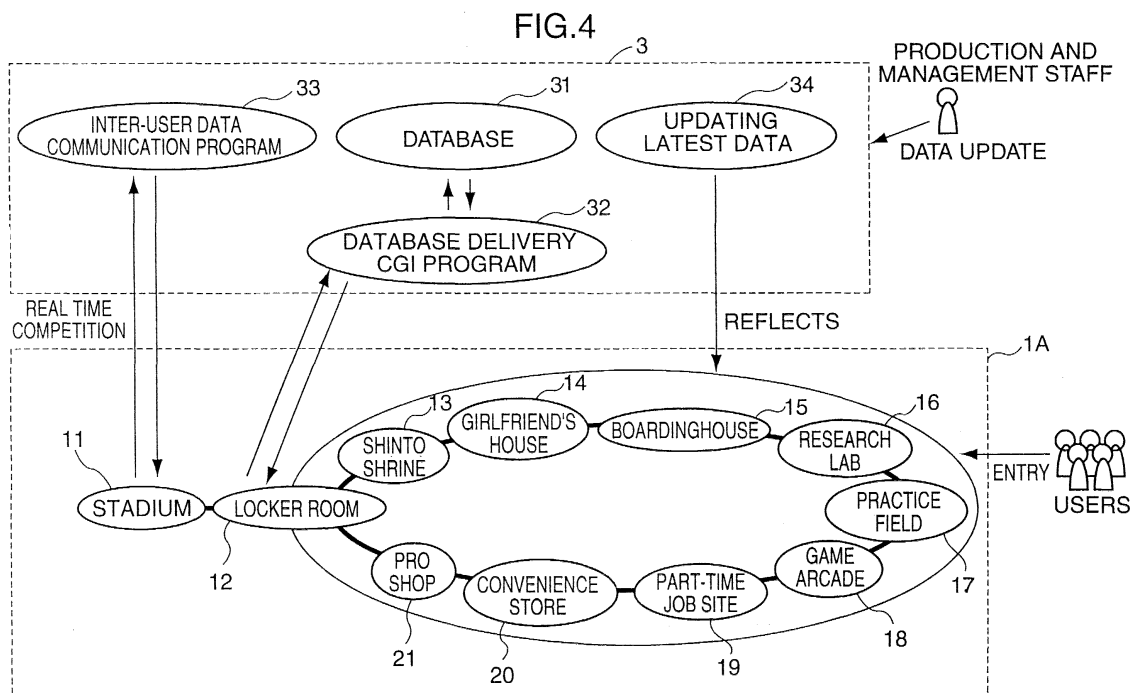 FIG.4
3
PRODUCTION AND
MANAGEMENT STAFF
DATA UPDATE
33
INTER-USER DATA
COMMUNICATION PROGRAM
31
DATABASE
34
UPDATING
LATEST DATA
32
DATABASE DELIVERY
CGI PROGRAM
REAL TIME
COMPETITION
REFLECTS
1A
11
STADIUM
12
LOCKER ROOM
13
SHINTO
SHRINE
14
GIRLFRIEND'S
HOUSE
15
BOARDINGHOUSE
16
RESEARCH
LAB
PRACTICE
FIELD
17
GAME
ARCADE
18
PART-TIME
JOB SITE
19
CONVENIENCE
STORE
20
PRO
SHOP
21
ENTRY
USERS